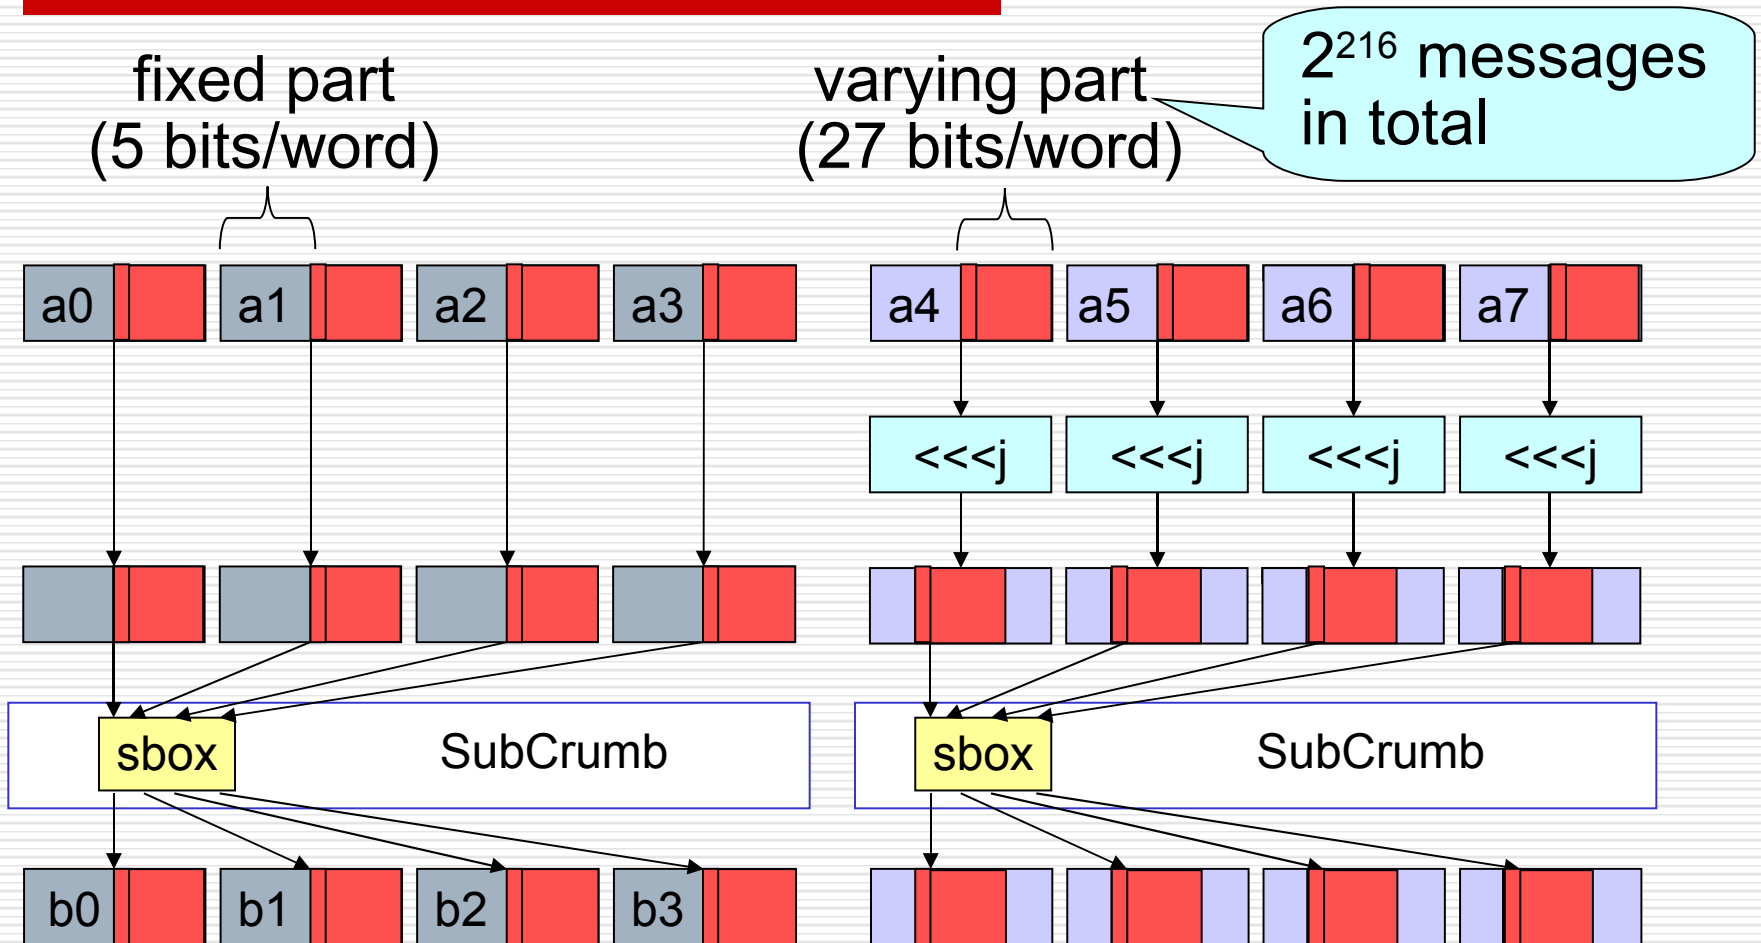 fixed part
(5 bits/word)
varying part
(27 bits/word)
2²¹⁶ messages
in total
a0 a1 a2 a3 a4 a5 a6 a7
<<<j <<<j <<<j <<<j
sbox SubCrumb sbox SubCrumb
b0 b1 b2 b3